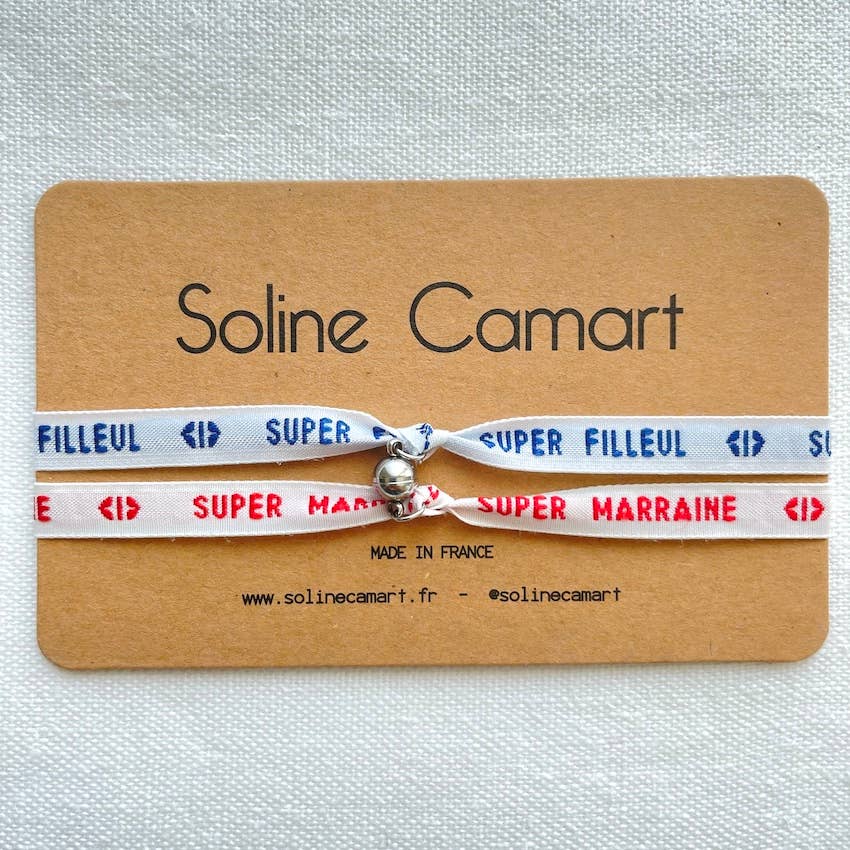 Soline Camart
FILLEUL <|> SUPER SUPER FILLEUL <|>
SUPER SUPER MARRAINE <|>
MADE IN FRANCE
www.solinecamart.fr - @solinecamart